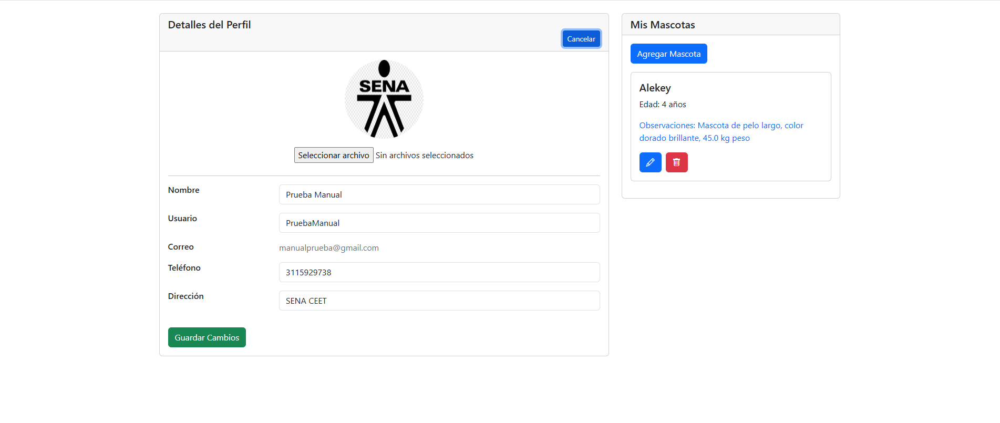 Detalles del Perfil
Cancelar
SENA
Seleccionar archivo Sin archivos seleccionados
Nombre
Prueba Manual
Usuario
PruebaManual
Correo
manualprueba@gmail.com
Teléfono
3115929738
Dirección
SENA CEET
Guardar Cambios
Mis Mascotas
Agregar Mascota
Alekey
Edad: 4 años
Observaciones: Mascota de pelo largo, color
dorado brillante, 45.0 kg peso